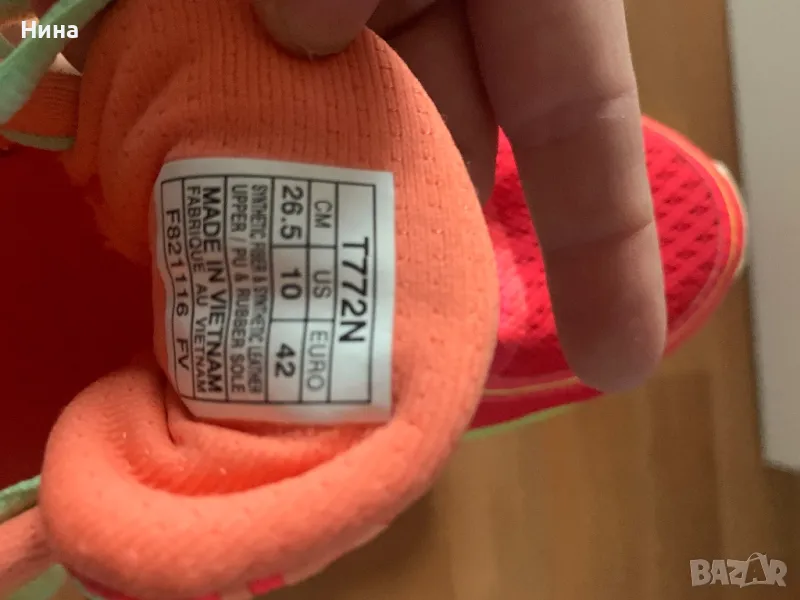 Нина
T772N
CM US EURO
26.5 10 42
SYNTHETIC FIBER & SYNTHETIC LEATHER
UPPER / PU & RUBBER SOLE
MADE IN VIETNAM
FABRIQUE AU VIETNAM
F821116 FV
BAZAR